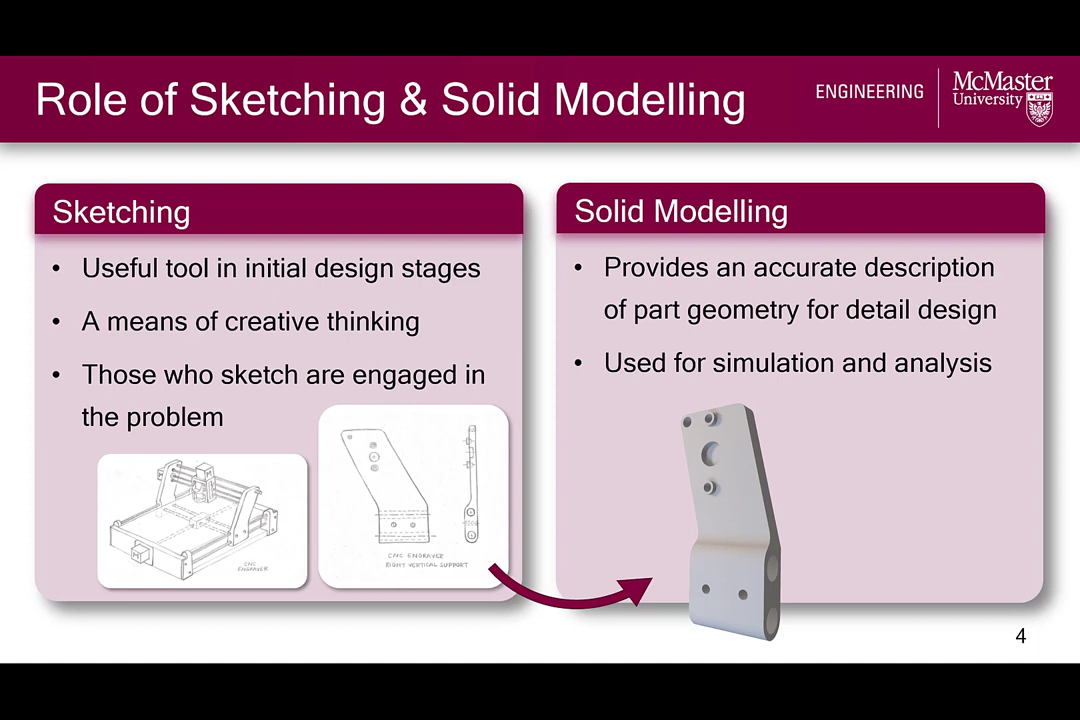 Role of Sketching & Solid Modelling
ENGINEERING
McMaster
University
Sketching
• Useful tool in initial design stages
• A means of creative thinking
• Those who sketch are engaged in
the problem
CNC
ENGRAVER
CNC ENGRAVER
RIGHT VERTICAL SUPPORT
Solid Modelling
• Provides an accurate description
of part geometry for detail design
• Used for simulation and analysis
4